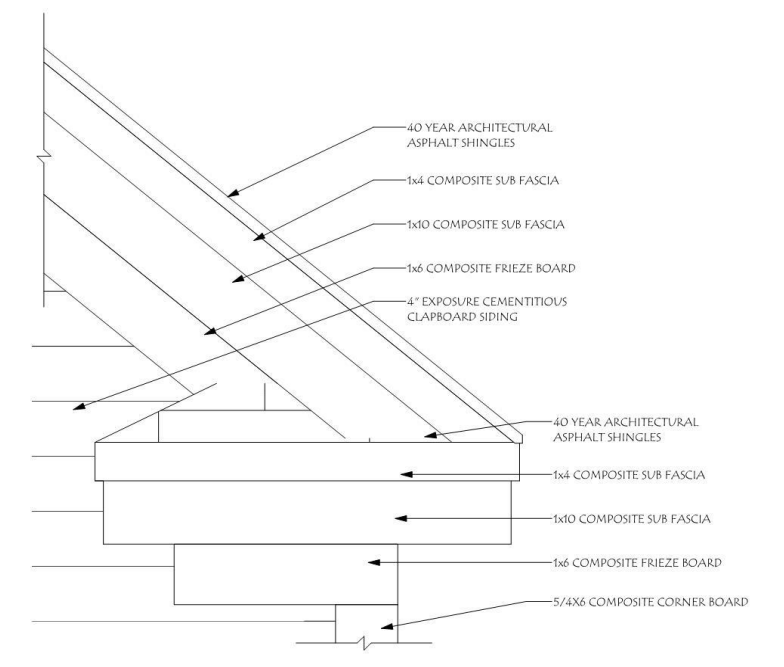 40 YEAR ARCHITECTURAL
ASPHALT SHINGLES
1x4 COMPOSITE SUB FASCIA
1x10 COMPOSITE SUB FASCIA
1x6 COMPOSITE FRIEZE BOARD
4" EXPOSURE CEMENTITIOUS
CLAPBOARD SIDING
40 YEAR ARCHITECTURAL
ASPHALT SHINGLES
1x4 COMPOSITE SUB FASCIA
1x10 COMPOSITE SUB FASCIA
1x6 COMPOSITE FRIEZE BOARD
5/4X6 COMPOSITE CORNER BOARD